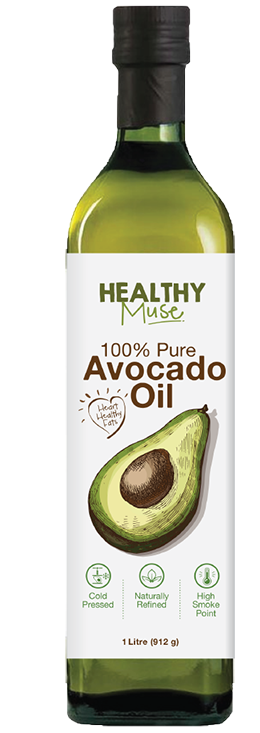 HEALTHY
Muse
100% Pure
Avocado
Oil
Heart
Healthy
Fats
Cold
Pressed
Naturally
Refined
High
Smoke
Point
1 Litre (912 g)